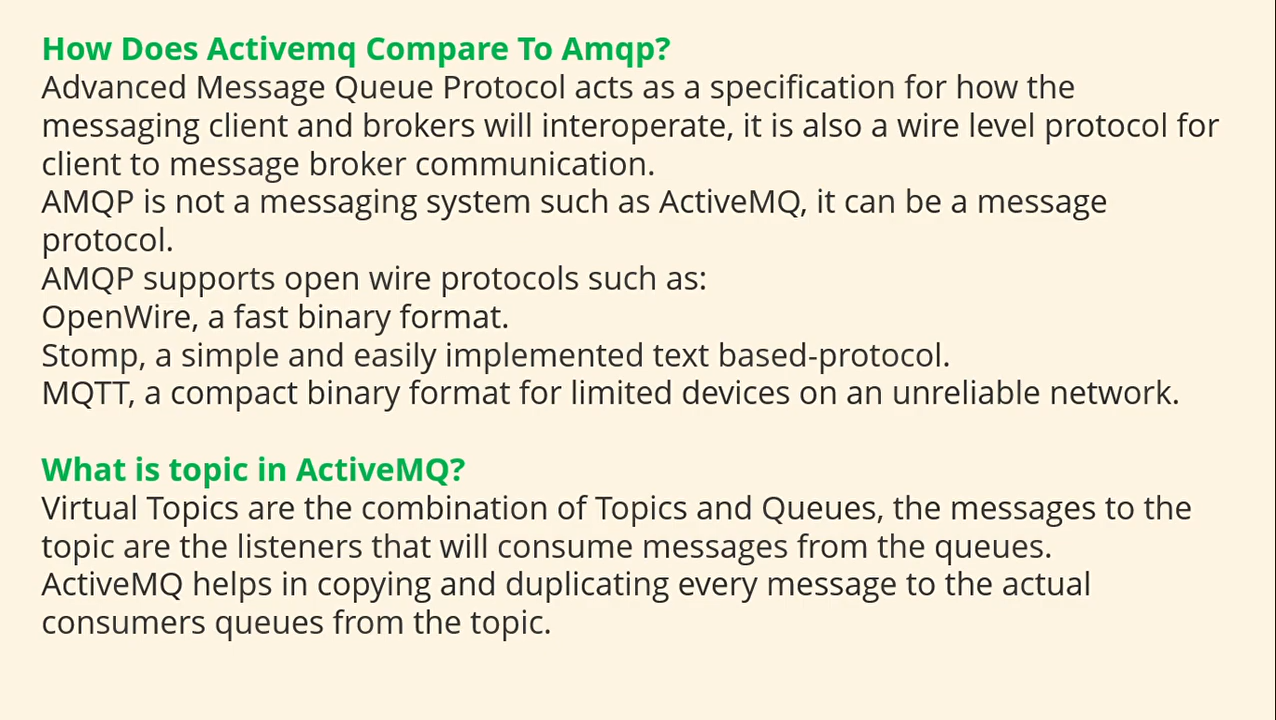 How Does Activemq Compare To Amqp?
Advanced Message Queue Protocol acts as a specification for how the
messaging client and brokers will interoperate, it is also a wire level protocol for
client to message broker communication.
AMQP is not a messaging system such as ActiveMQ, it can be a message
protocol.
AMQP supports open wire protocols such as:
OpenWire, a fast binary format.
Stomp, a simple and easily implemented text based-protocol.
MQTT, a compact binary format for limited devices on an unreliable network.
What is topic in ActiveMQ?
Virtual Topics are the combination of Topics and Queues, the messages to the
topic are the listeners that will consume messages from the queues.
ActiveMQ helps in copying and duplicating every message to the actual
consumers queues from the topic.